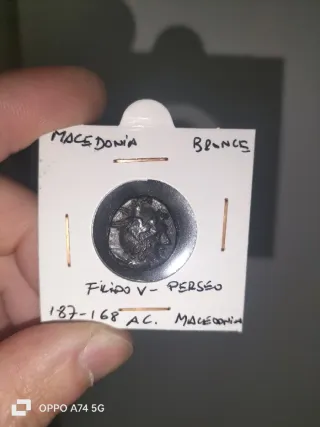 MACEDONIA BRONCE
FILIPO V - PERSEO
187-168 AC. MACEDONIA
OPPO A74 5G